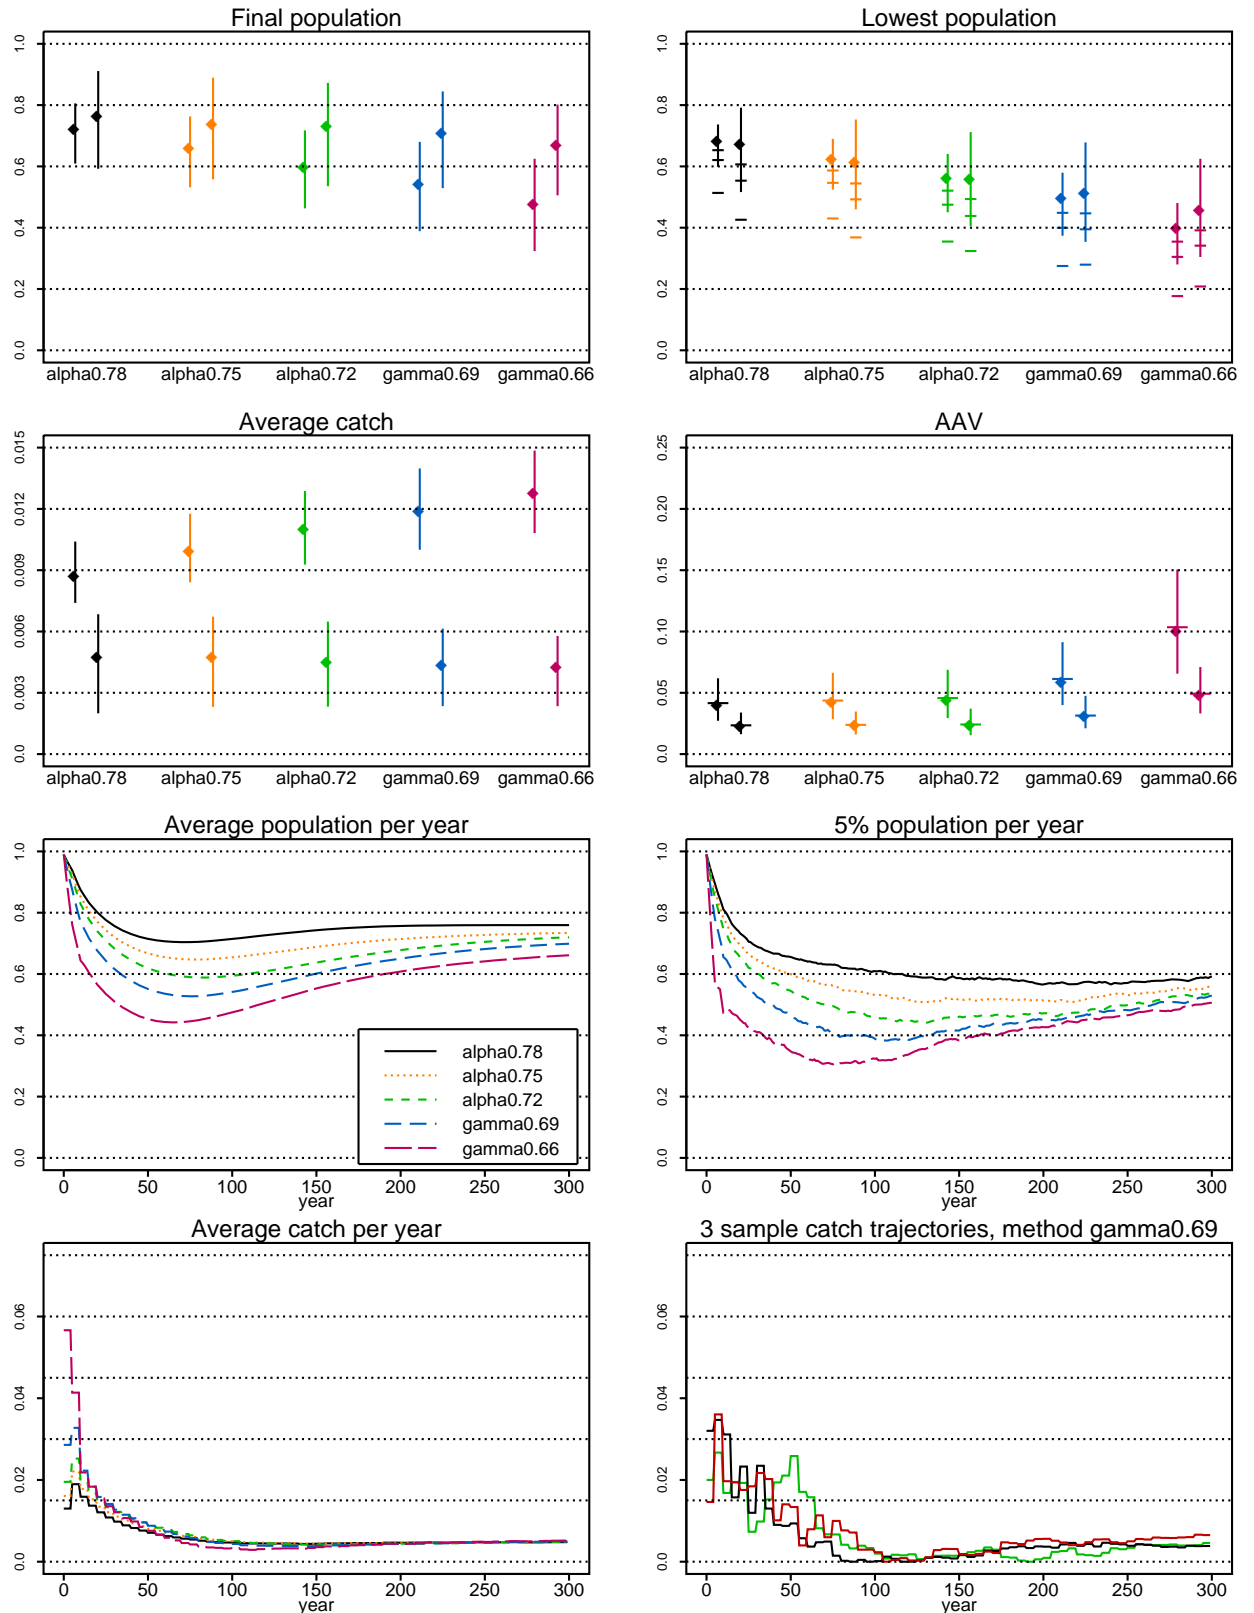 Final population
1.0
0.8
0.6
0.4
0.2
0.0
alpha0.78 alpha0.75 alpha0.72 gamma0.69 gamma0.66
Lowest population
1.0
0.8
0.6
0.4
0.2
0.0
alpha0.78 alpha0.75 alpha0.72 gamma0.69 gamma0.66
Average catch
0.015
0.012
0.009
0.006
0.003
0.0
alpha0.78 alpha0.75 alpha0.72 gamma0.69 gamma0.66
AAV
0.25
0.20
0.15
0.10
0.05
0.0
alpha0.78 alpha0.75 alpha0.72 gamma0.69 gamma0.66
Average population per year
1.0
0.8
0.6
0.4
0.2
0.0
alpha0.78
alpha0.75
alpha0.72
gamma0.69
gamma0.66
0 50 100 150 200 250 300
year
5% population per year
1.0
0.8
0.6
0.4
0.2
0.0
0 50 100 150 200 250 300
year
Average catch per year
0.06
0.04
0.02
0.0
0 50 100 150 200 250 300
year
3 sample catch trajectories, method gamma0.69
0.06
0.04
0.02
0.0
0 50 100 150 200 250 300
year